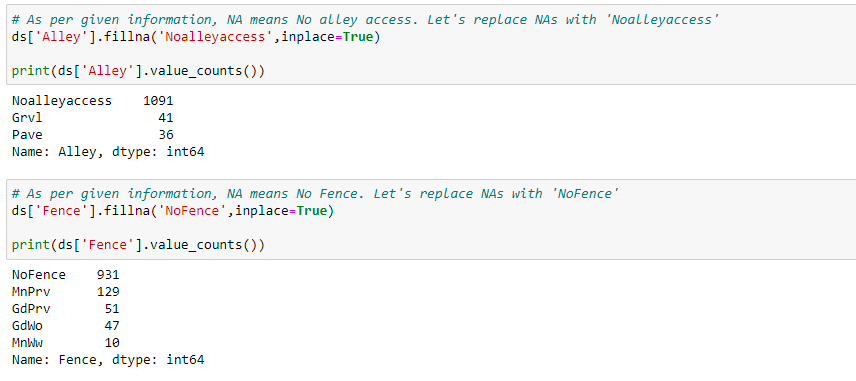 # As per given information, NA means No alley access. Let's replace NAs with 'Noalleyaccess'
ds['Alley'].fillna('Noalleyaccess',inplace=True)
print(ds['Alley'].value_counts())
Noalleyaccess    1091
Grvl               41
Pave               36
Name: Alley, dtype: int64
# As per given information, NA means No Fence. Let's replace NAs with 'NoFence'
ds['Fence'].fillna('NoFence',inplace=True)
print(ds['Fence'].value_counts())
NoFence    931
MnPrv      129
GdPrv       51
GdWo        47
MnWw        10
Name: Fence, dtype: int64